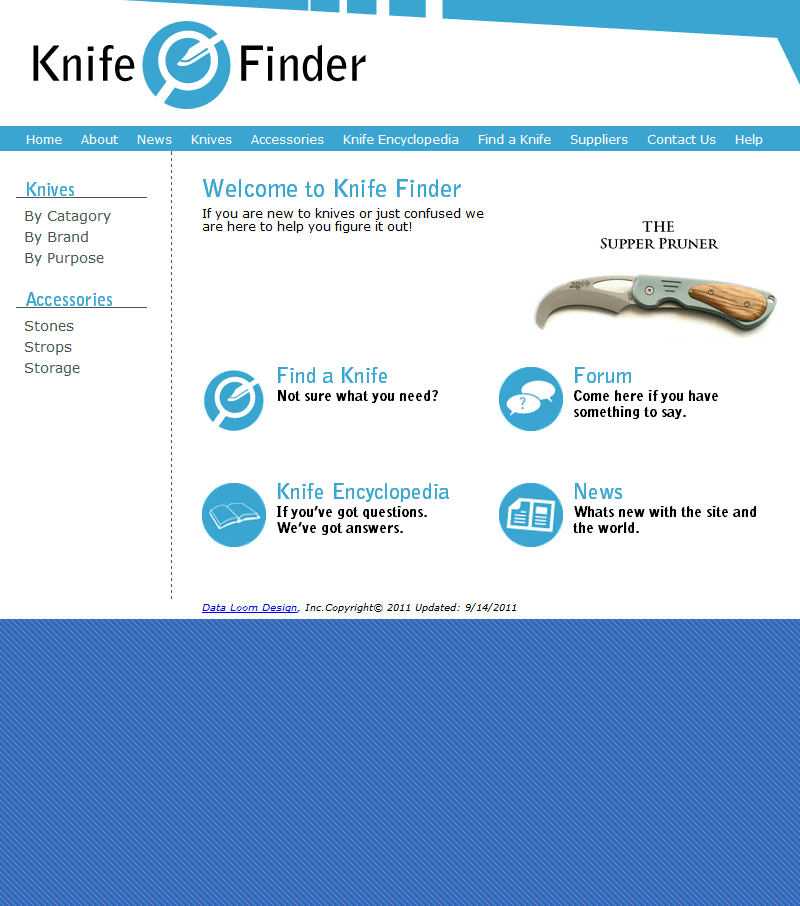 Knife Finder
Home About News Knives Accessories Knife Encyclopedia Find a Knife Suppliers Contact Us Help
Knives
By Catagory
By Brand
By Purpose
Accessories
Stones
Strops
Storage
Welcome to Knife Finder
If you are new to knives or just confused we
are here to help you figure it out!
THE
SUPPER PRUNER
Find a Knife
Not sure what you need?
Forum
Come here if you have
something to say.
?
Knife Encyclopedia
If you've got questions.
We've got answers.
News
Whats new with the site and
the world.
Data Loom Design, Inc.Copyright© 2011 Updated: 9/14/2011